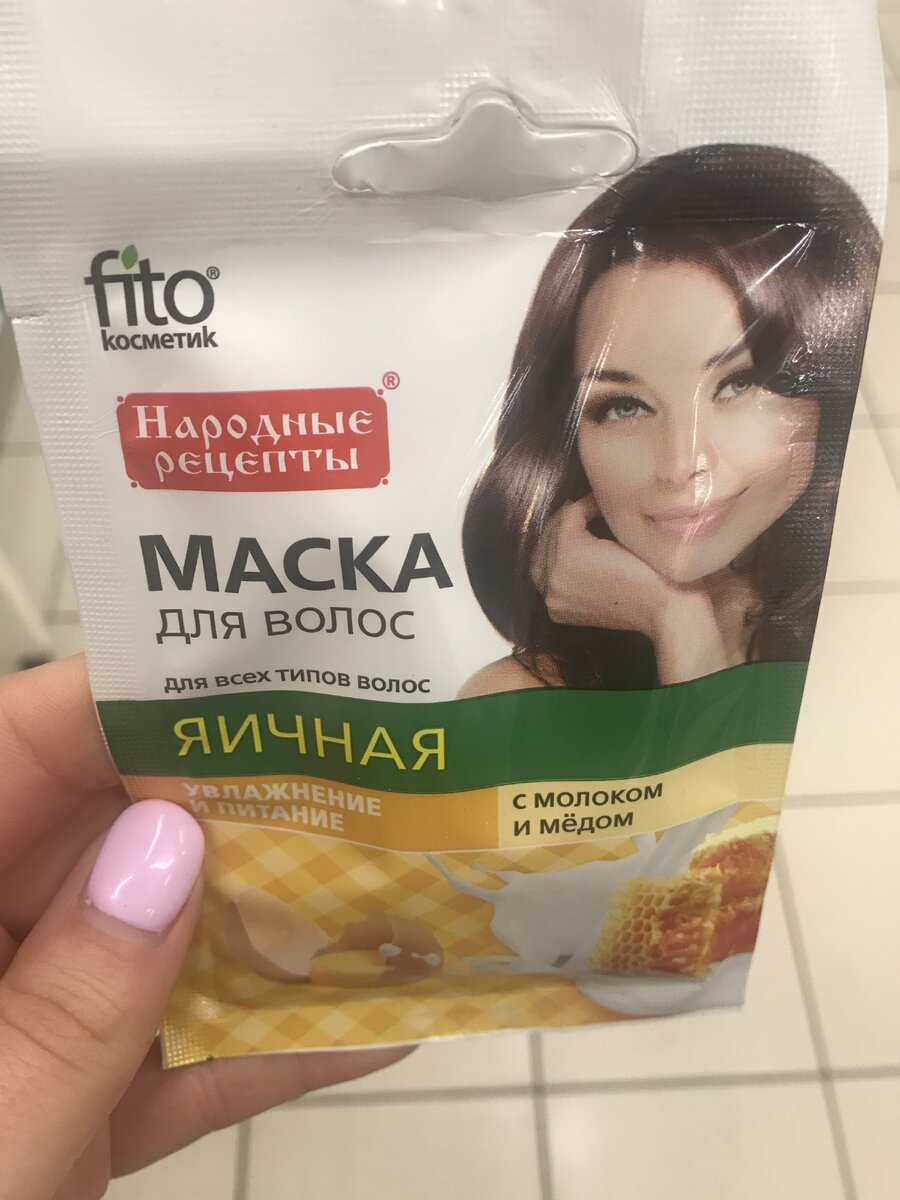 fito®
косметик
Народные ®
рецепты
МАСКА
ДЛЯ ВОЛОС
ДЛЯ ВСЕХ ТИПОВ ВОЛОС
ЯИЧНАЯ
УВЛАЖНЕНИЕ
И ПИТАНИЕ
С МОЛОКОМ
И МЁДОМ